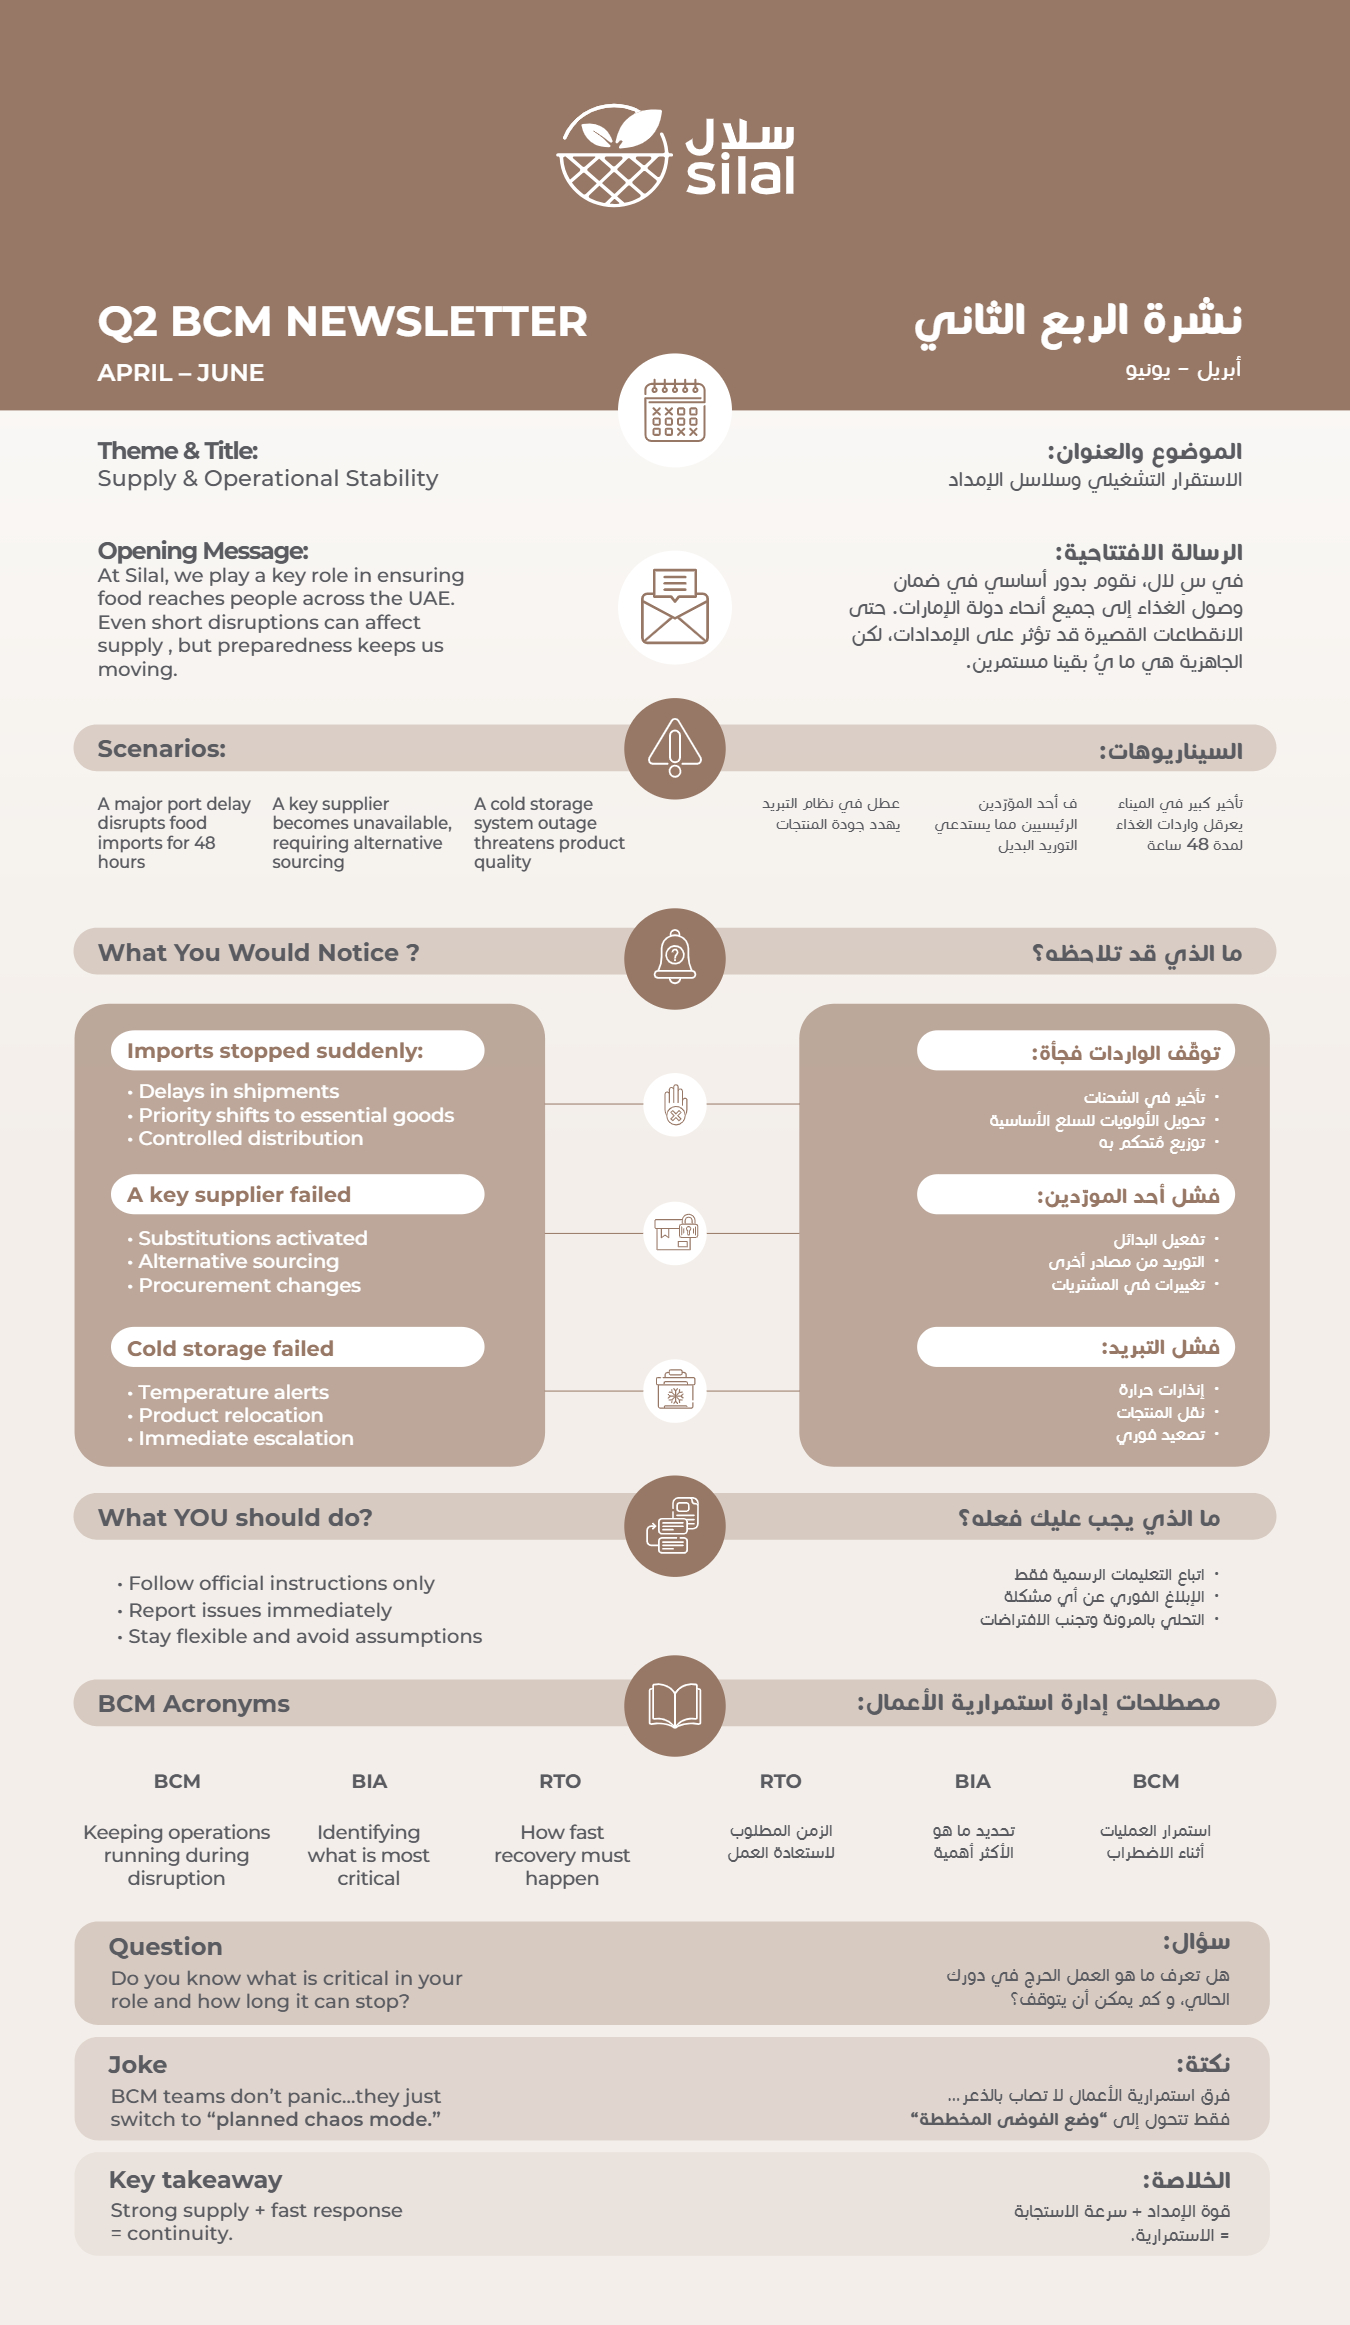 سلال
silal
Q2 BCM NEWSLETTER
APRIL – JUNE
نشرة الربع الثاني
أبريل – يونيو
Theme & Title:
Supply & Operational Stability
الموضوع والعنوان:
الاستقرار التشغيلي وسلاسل الإمداد
Opening Message:
At Silal, we play a key role in ensuring
food reaches people across the UAE.
Even short disruptions can affect
supply , but preparedness keeps us
moving.
الرسالة الافتتاحية:
في سِ لال، نقوم بدور أساسي في ضمان
وصول الغذاء إلى جميع أنحاء دولة الإمارات. حتى
الانقطاعات القصيرة قد تؤثر على الإمدادات، لكن
الجاهزية هي ما يُ بقينا مستمرين.
Scenarios:
السيناريوهات:
A major port delay
disrupts food
imports for 48
hours
A key supplier
becomes unavailable,
requiring alternative
sourcing
A cold storage
system outage
threatens product
quality
تأخير كبير في الميناء
يعرقل واردات الغذاء
لمدة 48 ساعة
ف أحد المؤرّدين
الرئيسيين مما يستدعي
التوريد البديل
عطل في نظام التبريد
يهدد جودة المنتجات
What You Would Notice ?
ما الذي قد تلاحظه؟
Imports stopped suddenly:
• Delays in shipments
• Priority shifts to essential goods
• Controlled distribution
توقّف الواردات فجأة:
• تأخير في الشحنات
• تحويل الأولويات للسلع الأساسية
• توزيع مُتحكم به
A key supplier failed
• Substitutions activated
• Alternative sourcing
• Procurement changes
فشل أحد المورّدين:
• تفعيل البدائل
• التوريد من مصادر أخرى
• تغييرات في المشتريات
Cold storage failed
• Temperature alerts
• Product relocation
• Immediate escalation
فشل التبريد:
• إنذارات حرارة
• نقل المنتجات
• تصعيد فوري
What YOU should do?
ما الذي يجب عليك فعله؟
• Follow official instructions only
• Report issues immediately
• Stay flexible and avoid assumptions
• اتباع التعليمات الرسمية فقط
• الإبلاغ الفوري عن أي مشكلة
• التحلي بالمرونة وتجنب الافتراضات
BCM Acronyms
مصطلحات إدارة استمرارية الأعمال:
BCM
Keeping operations
running during
disruption
BIA
Identifying
what is most
critical
RTO
How fast
recovery must
happen
BCM
استمرار العمليات
أثناء الاضطراب
BIA
تحديد ما هو
الأكثر أهمية
RTO
الزمن المطلوب
لاستعادة العمل
Question
Do you know what is critical in your
role and how long it can stop?
سؤال:
هل تعرف ما هو العمل الحرج في دورك
الحالي، و كم يمكن أن يتوقف؟
Joke
BCM teams don’t panic...they just
switch to “planned chaos mode.”
نكتة:
فرق استمرارية الأعمال لا تصاب بالذعر...
فقط تتحول إلى “وضع الفوضى المخططة“
Key takeaway
Strong supply + fast response
= continuity.
الخلاصة:
قوة الإمداد + سرعة الاستجابة
= الاستمرارية.